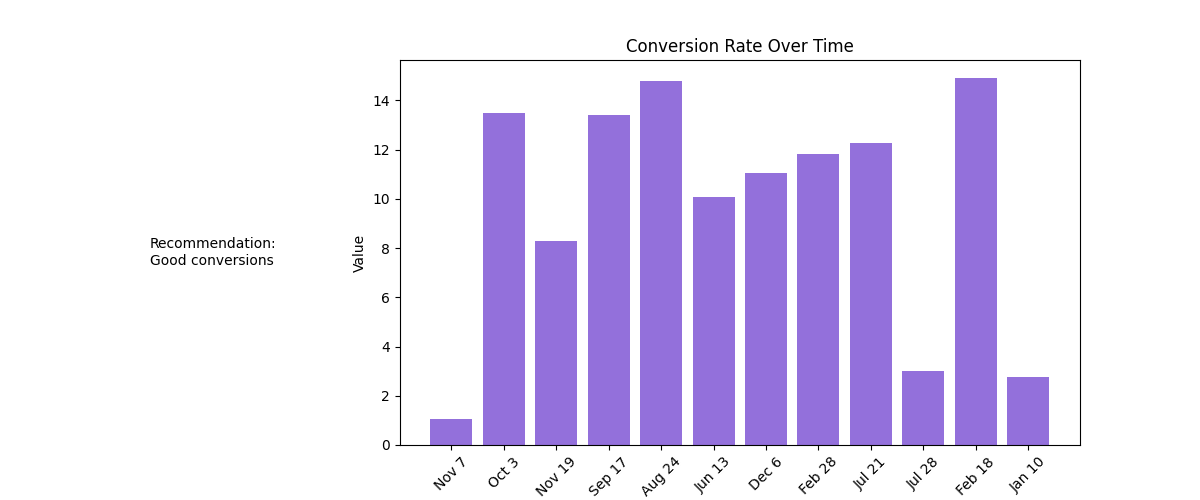 Conversion Rate Over Time
Recommendation:
Good conversions
Value
14
12
10
8
6
4
2
0
Nov 7
Oct 3
Nov 19
Sep 17
Aug 24
Jun 13
Dec 6
Feb 28
Jul 21
Jul 28
Feb 18
Jan 10